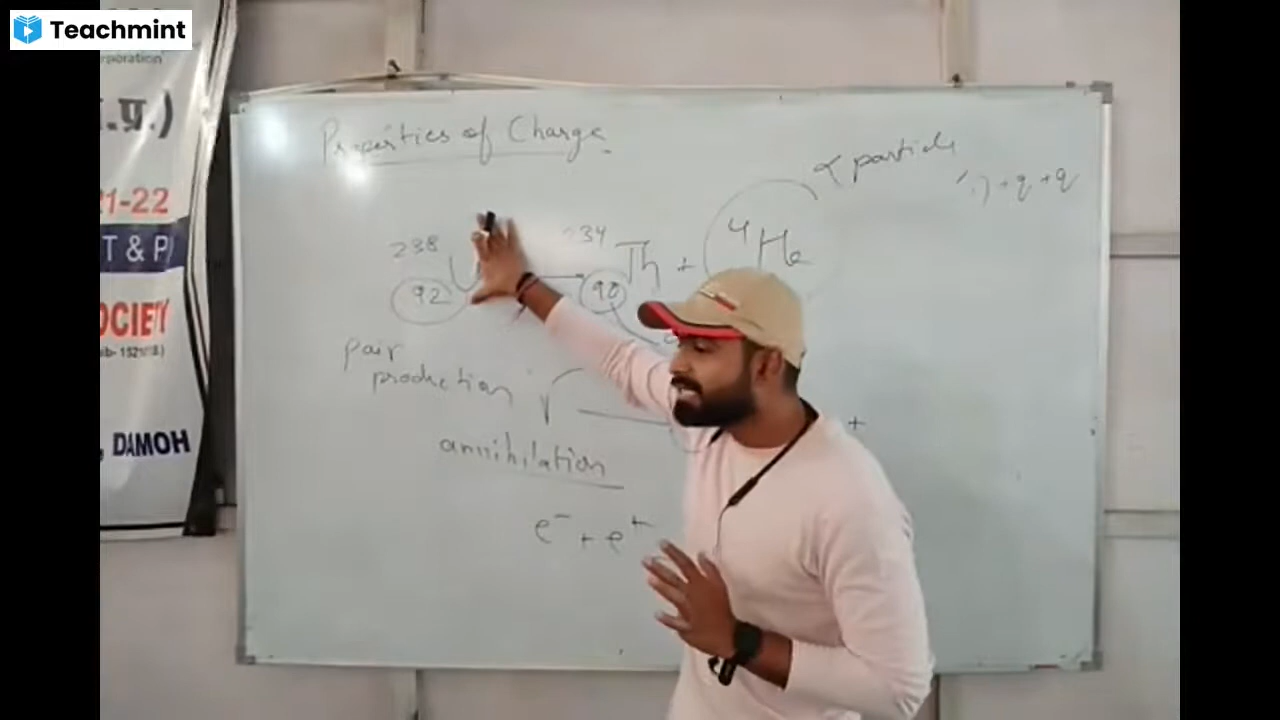 Teachmint
orporation
.प्र.)
21-22
T & P
OCIETY
, DAMOH
Properties of Charge
α particle
+q +q
238
U
92
234
Th
90
+
4
He
pair
production
γ
+
annihilation
e⁻ + e⁺